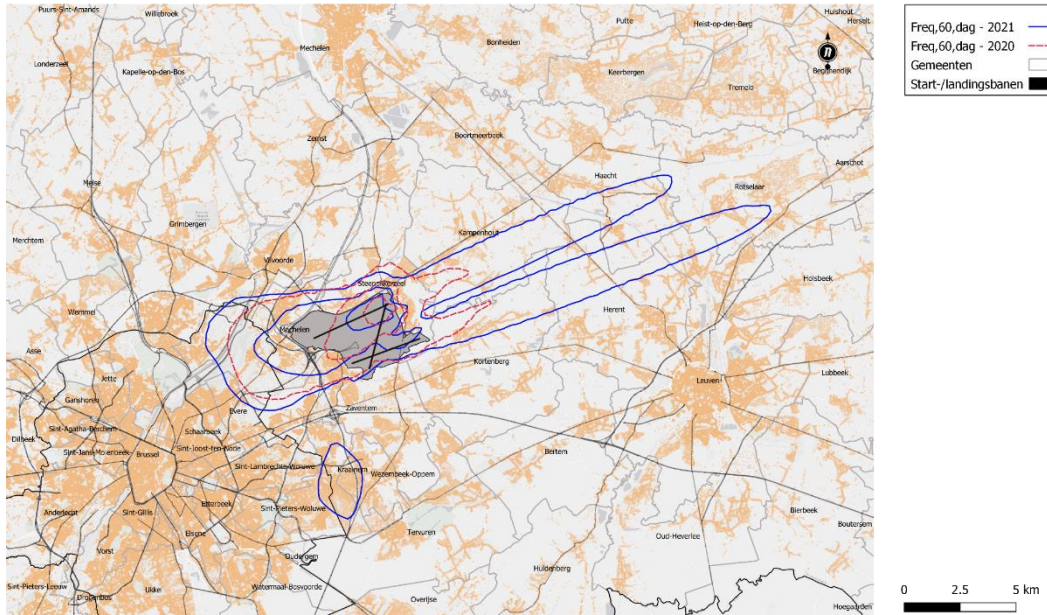 Puurs-Sint-Amands
Willebroek
Putte
Heist-op-den-Berg
Huishout
Herselt
Mechelen
Bonheiden
Londerzeel
Kapelle-op-den-Bos
Keerbergen
Begijnendijk
Tremelo
Zemst
Boortmeerbeek
Aarschot
Haacht
Rotselaar
Meise
Grimbergen
Merchtem
Kampenhout
Vilvoorde
Steenokkerzeel
Holsbeek
Wemmel
Herent
Machelen
Asse
Kortenberg
Jette
Lubbeek
Leuven
Ganshoren
Evere
Zaventem
Schaarbeek
Sint-Agatha-Berchem
Dilbeek
Sint-Jans-Molenbeek
Brussel
Sint-Joost-ten-Node
Bertem
Sint-Lambrechts-Woluwe
Kraainem
Wezembeek-Oppem
Etterbeek
Sint-Pieters-Woluwe
Anderlecht
Sint-Gillis
Bierbeek
Boutersem
Elsene
Tervuren
Oud-Heverlee
Vorst
Oudergem
Huldenberg
Sint-Pieters-Leeuw
Ukkel
Watermaal-Bosvoorde
Drogenbos
Overijse
Hoegaarden
Freq,60,dag - 2021
Freq,60,dag - 2020
Gemeenten
Start-/landingsbanen
0 2.5 5 km